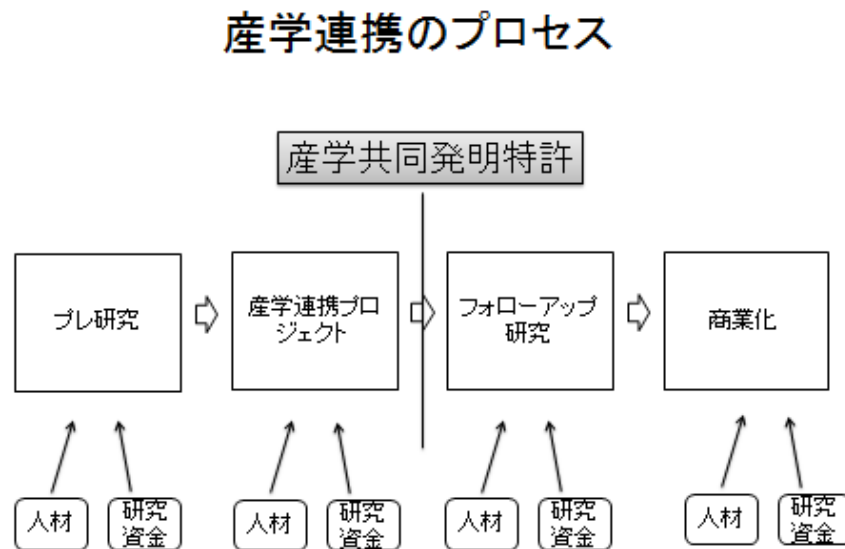 産学連携のプロセス
産学共同発明特許
プレ研究
産学連携プロ
ジェクト
フォローアップ
研究
商業化
人材
研究
資金
人材
研究
資金
人材
研究
資金
人材
研究
資金